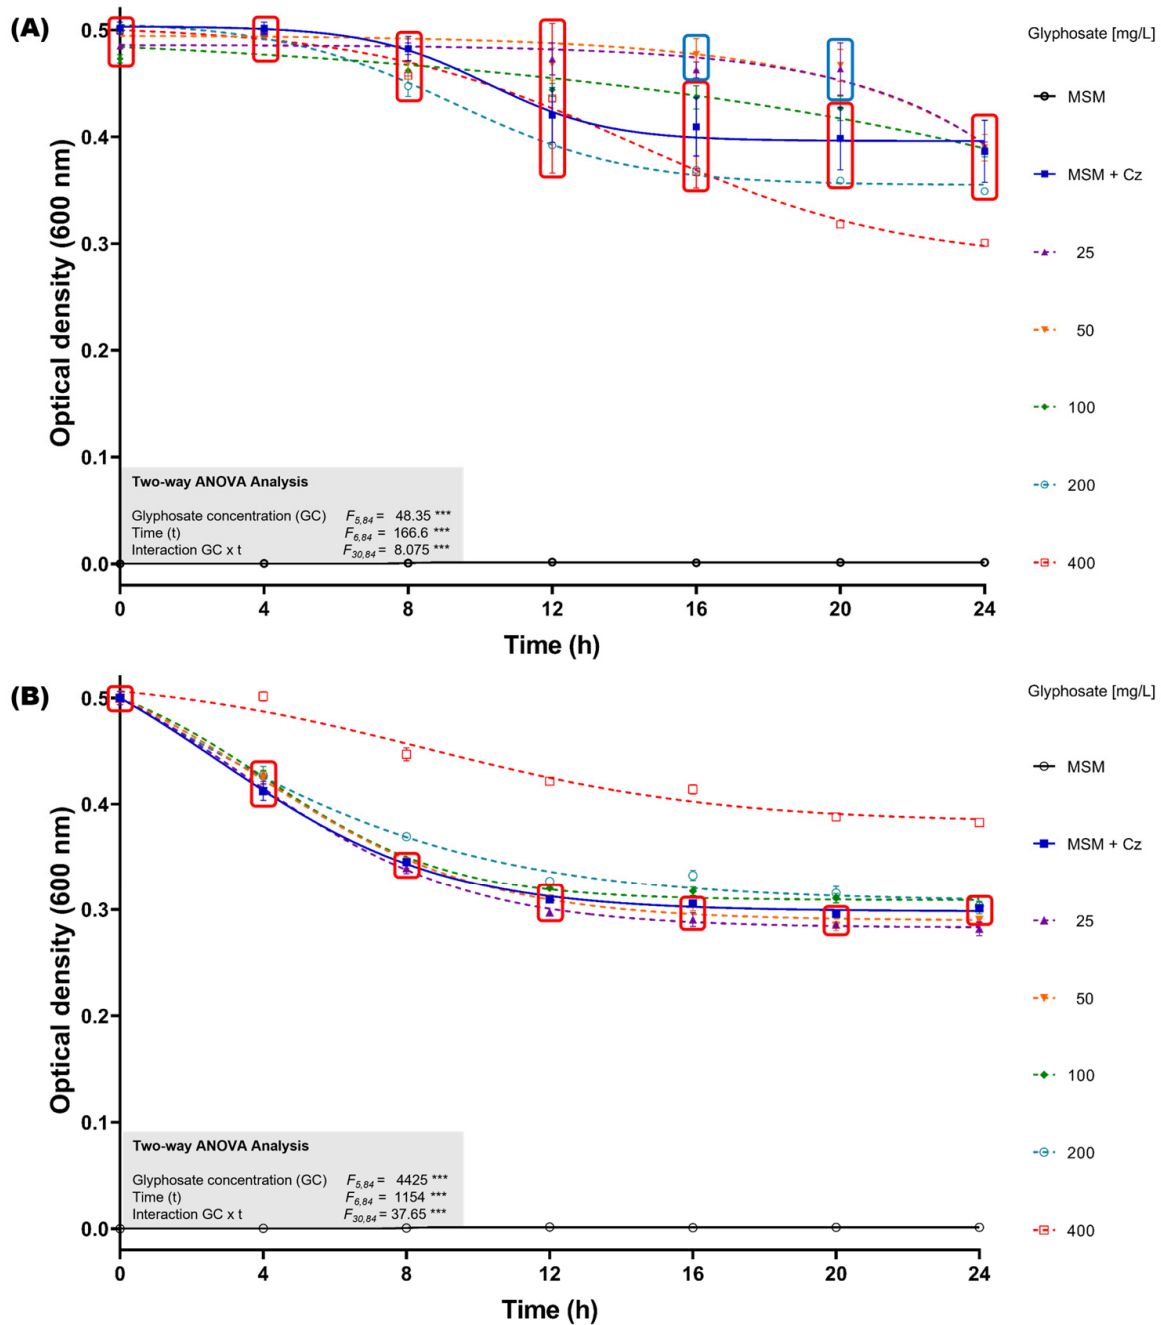 (A)
Optical density (600 nm)
0.5
0.4
0.3
0.2
0.1
0.0
Two-way ANOVA Analysis
Glyphosate concentration (GC) F5,84 = 48.35 ***
Time (t) F6,84 = 166.6 ***
Interaction GC x t F30,84 = 8.075 ***
0 4 8 12 16 20 24
Time (h)
Glyphosate [mg/L]
MSM
MSM + Cz
25
50
100
200
400
(B)
Optical density (600 nm)
0.5
0.4
0.3
0.2
0.1
0.0
Two-way ANOVA Analysis
Glyphosate concentration (GC) F5,84 = 4425 ***
Time (t) F6,84 = 1154 ***
Interaction GC x t F30,84 = 37.65 ***
0 4 8 12 16 20 24
Time (h)
Glyphosate [mg/L]
MSM
MSM + Cz
25
50
100
200
400